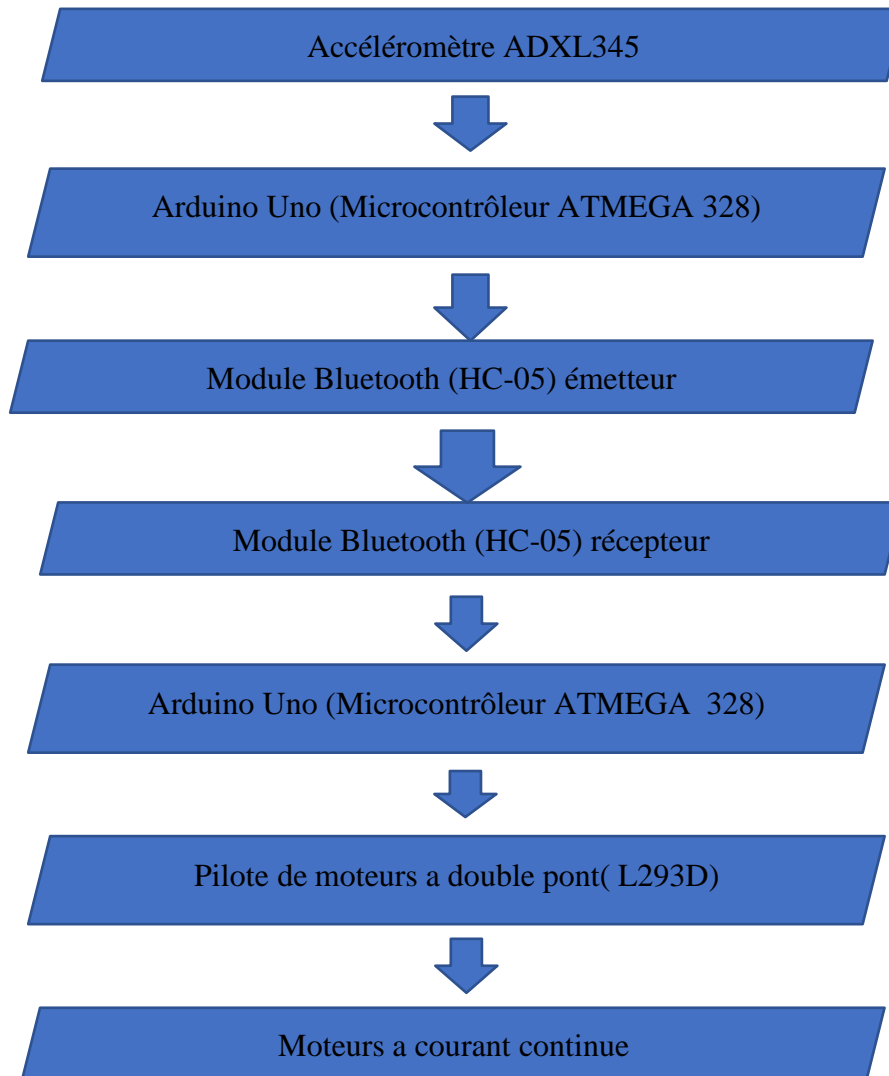 Accéléromètre ADXL345
Arduino Uno (Microcontrôleur ATMEGA 328)
Module Bluetooth (HC-05) émetteur
Module Bluetooth (HC-05) récepteur
Arduino Uno (Microcontrôleur ATMEGA  328)
Pilote de moteurs a double pont( L293D)
Moteurs a courant continue